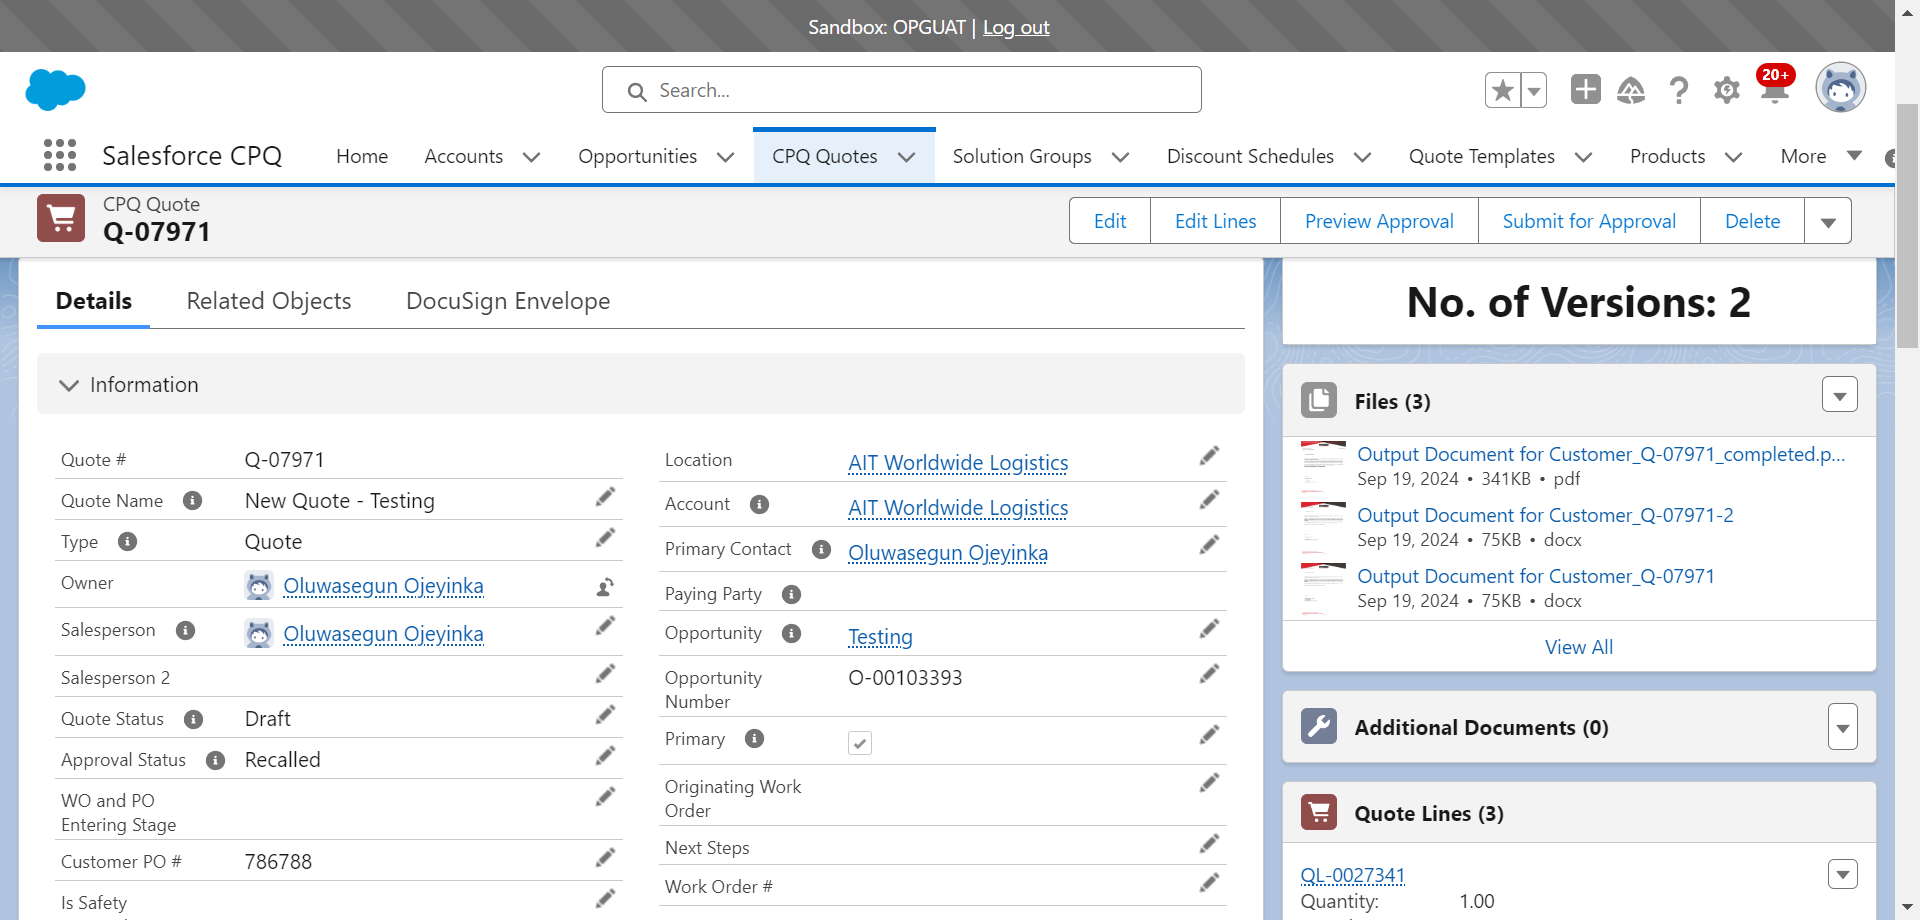 Sandbox: OPGUAT | Log out
Search...
20+
Salesforce CPQ
Home
Accounts
Opportunities
CPQ Quotes
Solution Groups
Discount Schedules
Quote Templates
Products
More
CPQ Quote
Q-07971
Edit
Edit Lines
Preview Approval
Submit for Approval
Delete
Details
Related Objects
DocuSign Envelope
Information
Quote # Q-07971
Quote Name New Quote - Testing
Type Quote
Owner Oluwasegun Ojeyinka
Salesperson Oluwasegun Ojeyinka
Salesperson 2
Quote Status Draft
Approval Status Recalled
WO and PO
Entering Stage
Customer PO # 786788
Is Safety
Location AIT Worldwide Logistics
Account AIT Worldwide Logistics
Primary Contact Oluwasegun Ojeyinka
Paying Party
Opportunity Testing
Opportunity
Number O-00103393
Primary
Originating Work
Order
Next Steps
Work Order #
No. of Versions: 2
Files (3)
Output Document for Customer_Q-07971_completed.p...
Sep 19, 2024 • 341KB • pdf
Output Document for Customer_Q-07971-2
Sep 19, 2024 • 75KB • docx
Output Document for Customer_Q-07971
Sep 19, 2024 • 75KB • docx
View All
Additional Documents (0)
Quote Lines (3)
QL-0027341
Quantity: 1.00